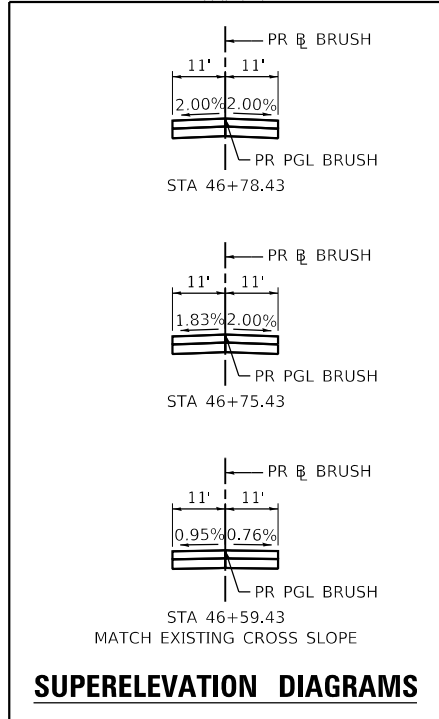 PR ⅊ BRUSH
11' 11'
2.00% 2.00%
PR PGL BRUSH
STA 46+78.43
PR ⅊ BRUSH
11' 11'
1.83% 2.00%
PR PGL BRUSH
STA 46+75.43
PR ⅊ BRUSH
11' 11'
0.95% 0.76%
PR PGL BRUSH
STA 46+59.43
MATCH EXISTING CROSS SLOPE
SUPERELEVATION DIAGRAMS